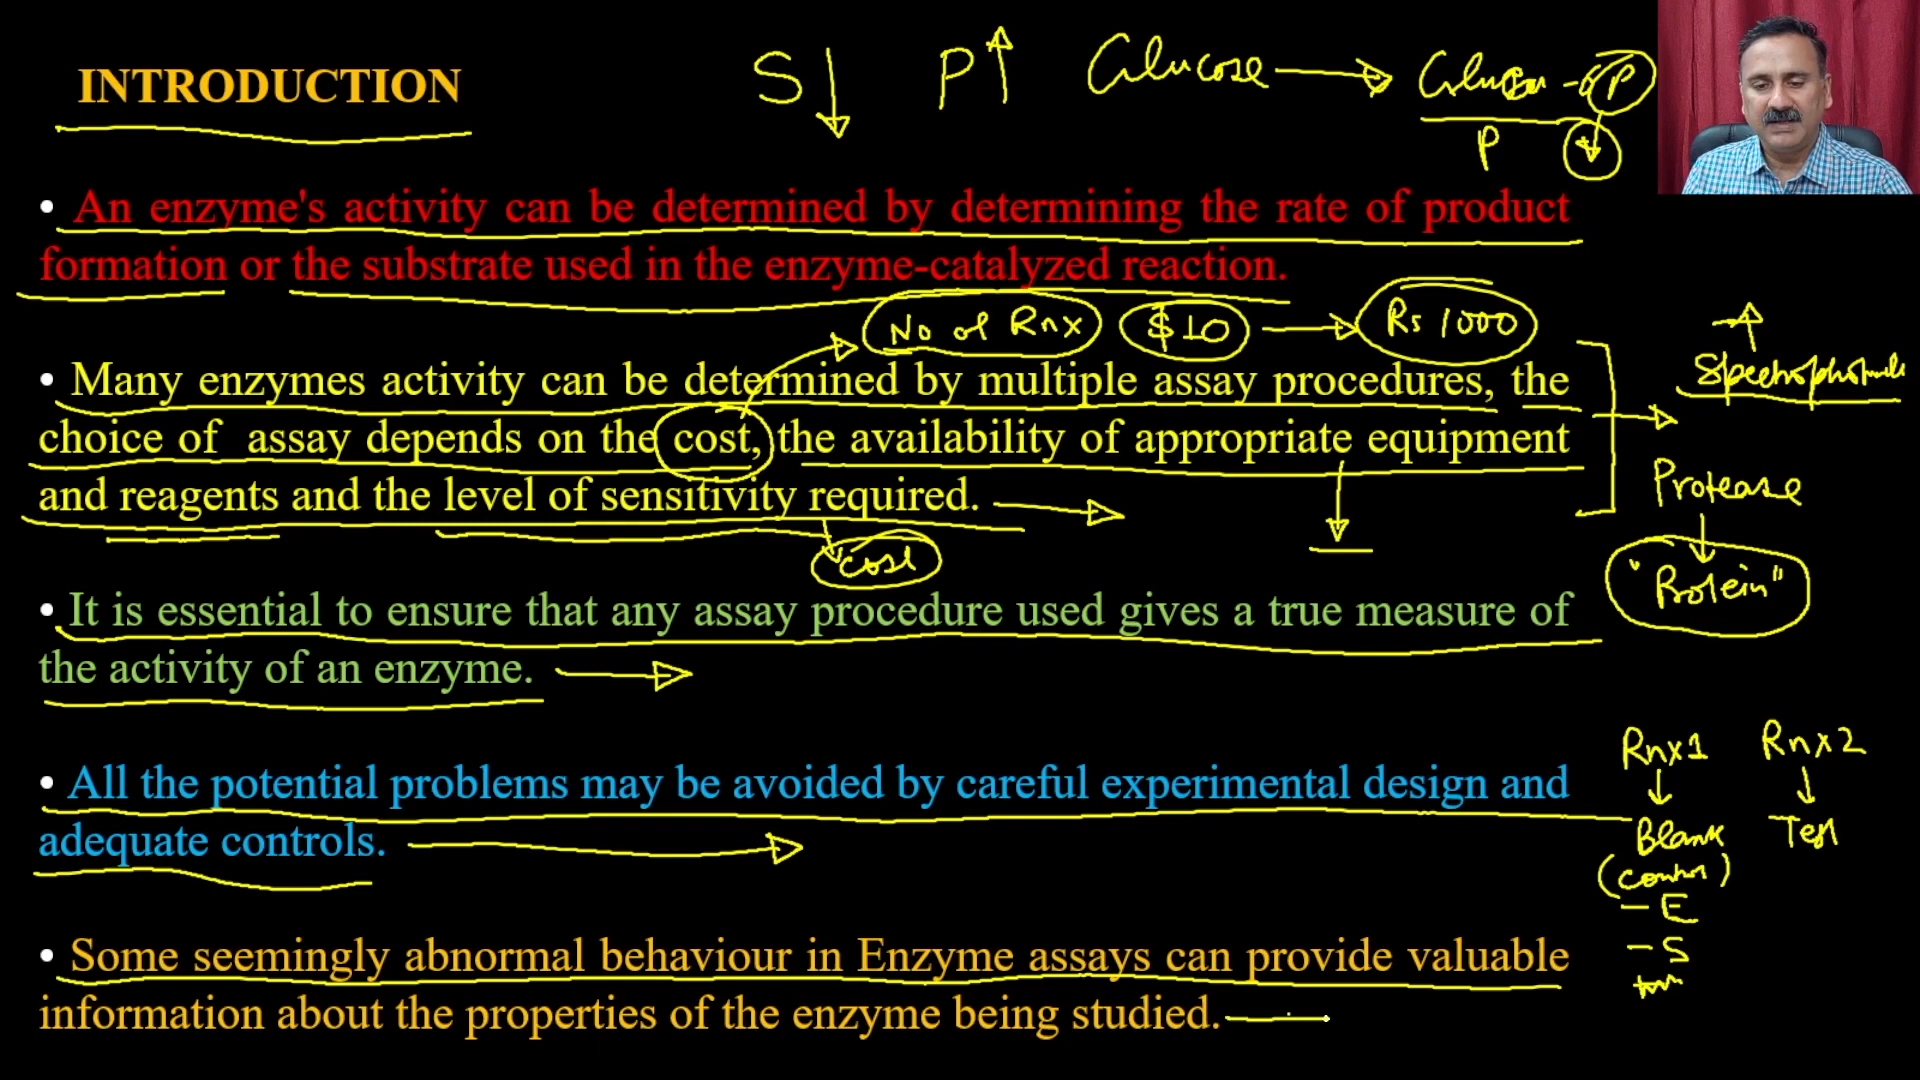 INTRODUCTION
S↓ P↑ Glucose → Glucose-6P
P
• An enzyme's activity can be determined by determining the rate of product
formation or the substrate used in the enzyme-catalyzed reaction.
No of Rnx $10 → Rs 1000
• Many enzymes activity can be determined by multiple assay procedures, the
choice of assay depends on the cost, the availability of appropriate equipment
and reagents and the level of sensitivity required. →
cost
Protease
"Protein"
• It is essential to ensure that any assay procedure used gives a true measure of
the activity of an enzyme. →
• All the potential problems may be avoided by careful experimental design and
adequate controls. →
Rnx1 Rnx2
Blank Test
(control)
- E
- S
• Some seemingly abnormal behaviour in Enzyme assays can provide valuable
information about the properties of the enzyme being studied.